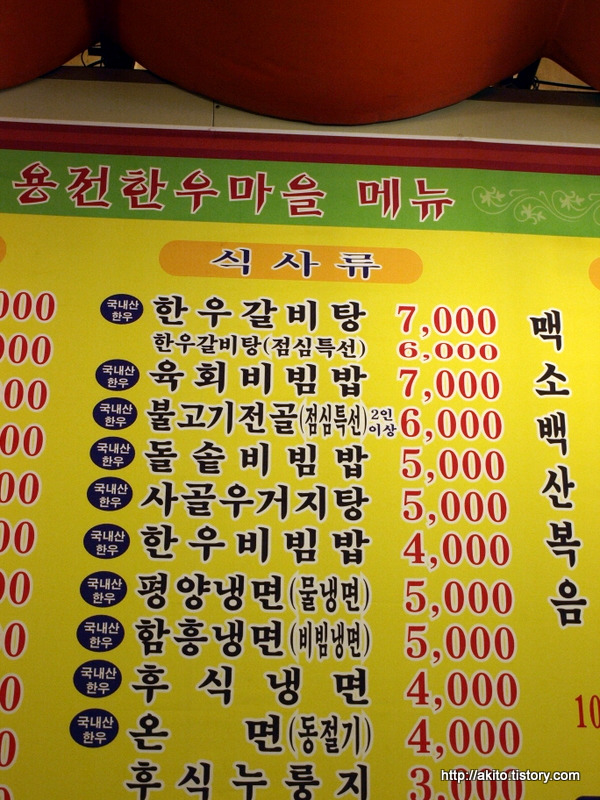 용전한우마을 메뉴
식사류
국내산 한우 한우갈비탕 7,000
한우갈비탕(점심특선) 6,000
국내산 한우 육회비빔밥 7,000
국내산 한우 불고기전골(점심특선)2인이상 6,000
국내산 한우 돌솥비빔밥 5,000
국내산 한우 사골우거지탕 5,000
국내산 한우 한우비빔밥 4,000
국내산 한우 평양냉면(물냉면) 5,000
국내산 한우 함흥냉면(비빔냉면) 5,000
국내산 한우 후식냉면 4,000
국내산 한우 온면(동절기) 4,000
후식누룽지 3,000
맥
소
백
산
복
음
10
http://akito.tistory.com